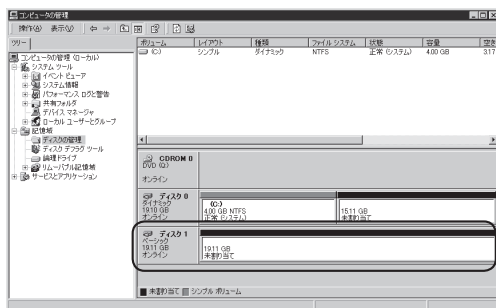 コンピュータの管理
操作(A) 表示(V)
ツリー
コンピュータの管理 (ローカル)
システム ツール
イベント ビューア
システム情報
パフォーマンス ログと警告
共有フォルダ
デバイス マネージャ
ローカル ユーザーとグループ
記憶域
ディスクの管理
ディスク デフラグ ツール
論理ドライブ
リムーバブル記憶域
サービスとアプリケーション
ボリューム レイアウト 種類 ファイル システム 状態 容量 空き
(C:) シンプル ダイナミック NTFS 正常 (システム) 4.00 GB 3.17
CDROM 0
DVD (Q:)
オンライン
ディスク 0
ダイナミック
19.10 GB
オンライン
(C:)
4.00 GB NTFS
正常 (システム)
15.11 GB
未割り当て
ディスク 1
ベーシック
19.11 GB
オンライン
19.11 GB
未割り当て
未割り当て シンプル ボリューム